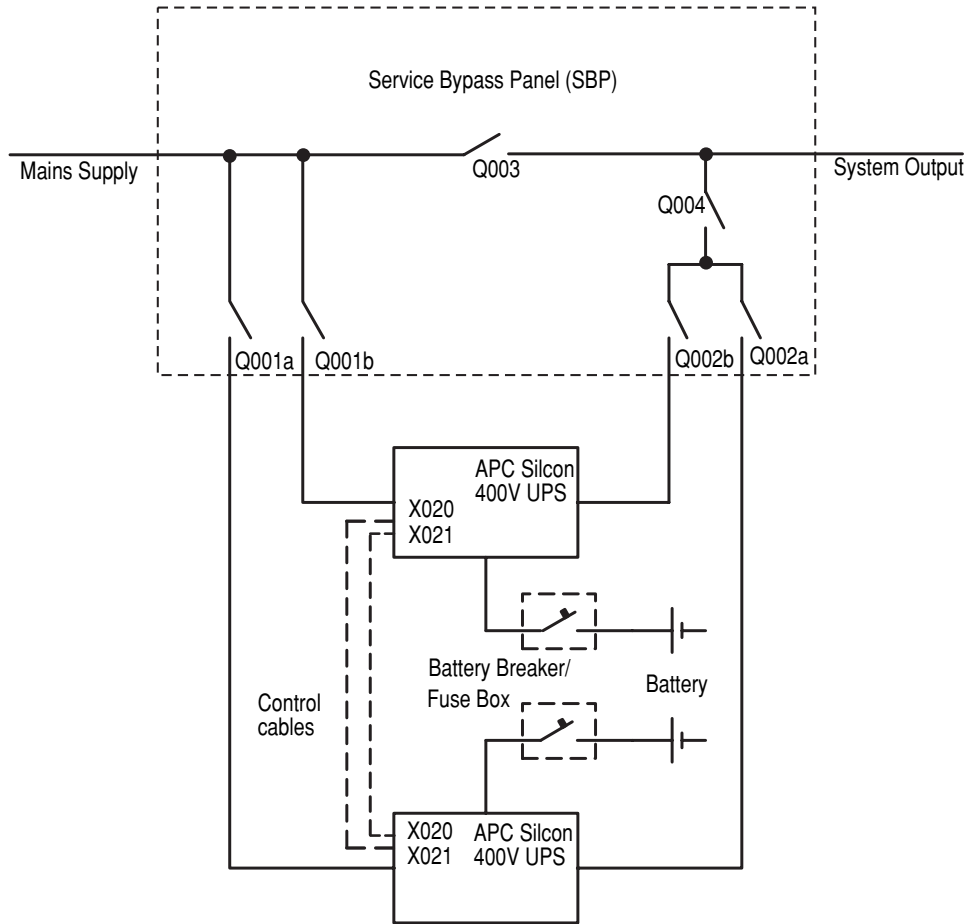 Service Bypass Panel (SBP)
Mains Supply
Q003
System Output
Q004
Q001a
Q001b
Q002b
Q002a
APC Silcon
400V UPS
X020
X021
Battery Breaker/
Fuse Box
Battery
Control
cables
X020
X021
APC Silcon
400V UPS